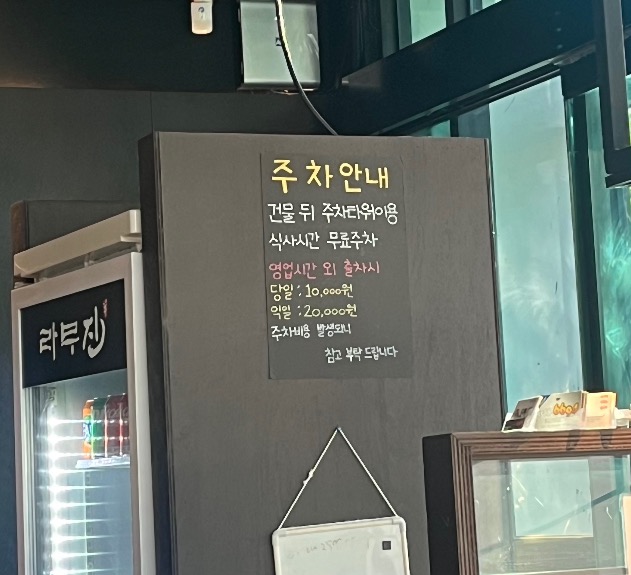 주차안내
건물 뒤 주차타워이용
식사시간 무료주차
영업시간 외 출차시
당일 : 10,000원
익일 : 20,000원
주차비용 발생되니
참고 부탁 드립니다
라무진